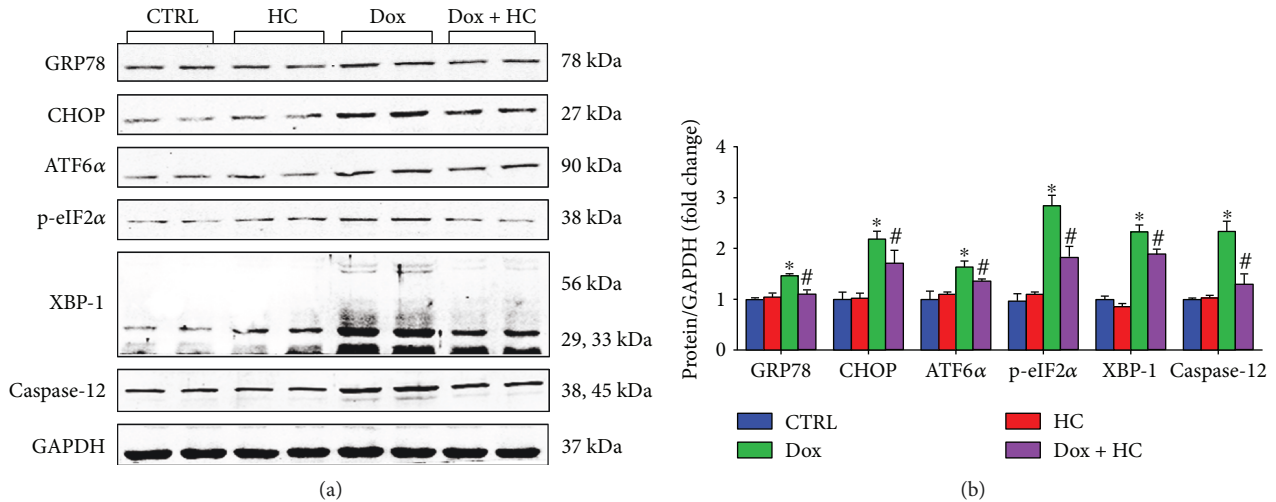 CTRL HC Dox Dox + HC
GRP78 78 kDa
CHOP 27 kDa
ATF6α 90 kDa
p-eIF2α 38 kDa
XBP-1 56 kDa
29, 33 kDa
Caspase-12 38, 45 kDa
GAPDH 37 kDa
(a)
Protein/GAPDH (fold change)
4
3
2
1
0
* # * # * # * # * # * #
GRP78 CHOP ATF6α p-eIF2α XBP-1 Caspase-12
CTRL HC
Dox Dox + HC
(b)